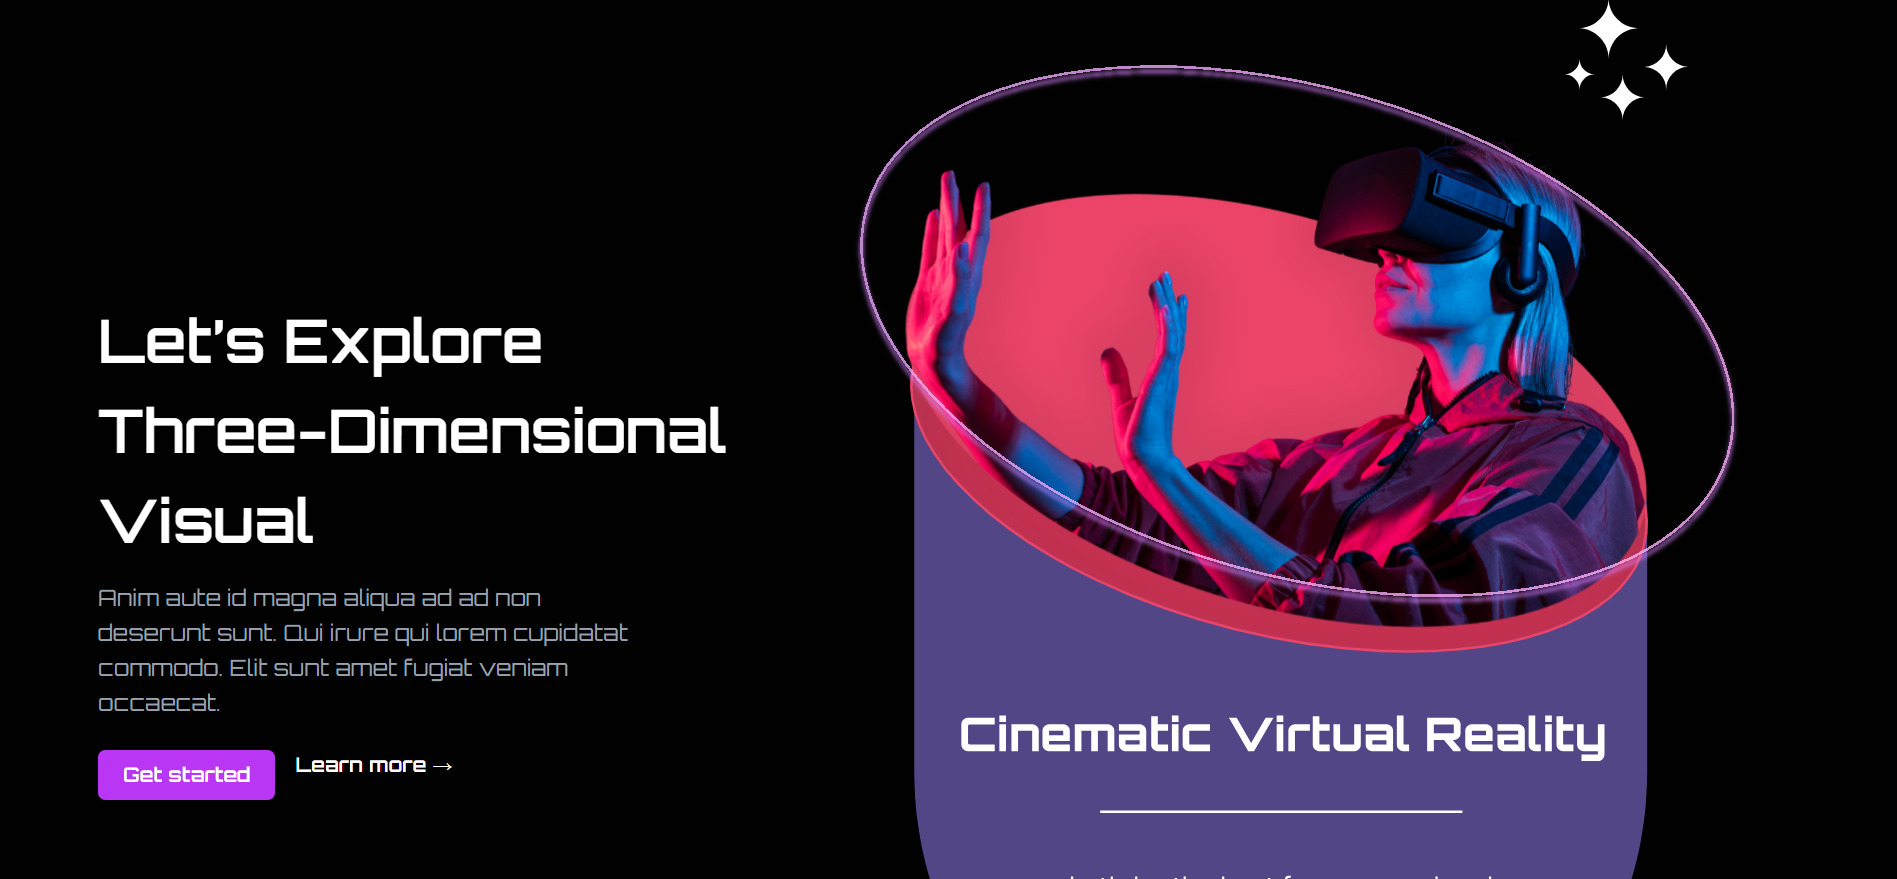 Let's Explore
Three-Dimensional
Visual
Anim aute id magna aliqua ad ad non
deserunt sunt. Qui irure qui lorem cupidatat
commodo. Elit sunt amet fugiat veniam
occaecat.
Get started
Learn more →
Cinematic Virtual Reality